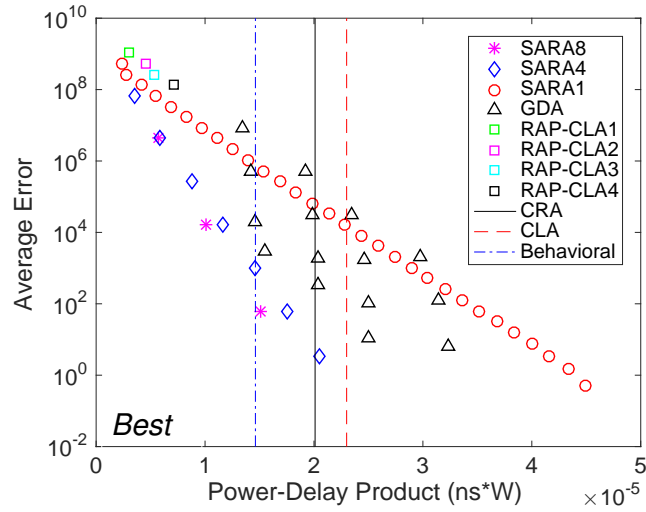 10^10
10^8
10^6
10^4
10^2
10^0
10^-2
Average Error
SARA8
SARA4
SARA1
GDA
RAP-CLA1
RAP-CLA2
RAP-CLA3
RAP-CLA4
CRA
CLA
Behavioral
Best
0 1 2 3 4 5
Power-Delay Product (ns*W) ×10^-5